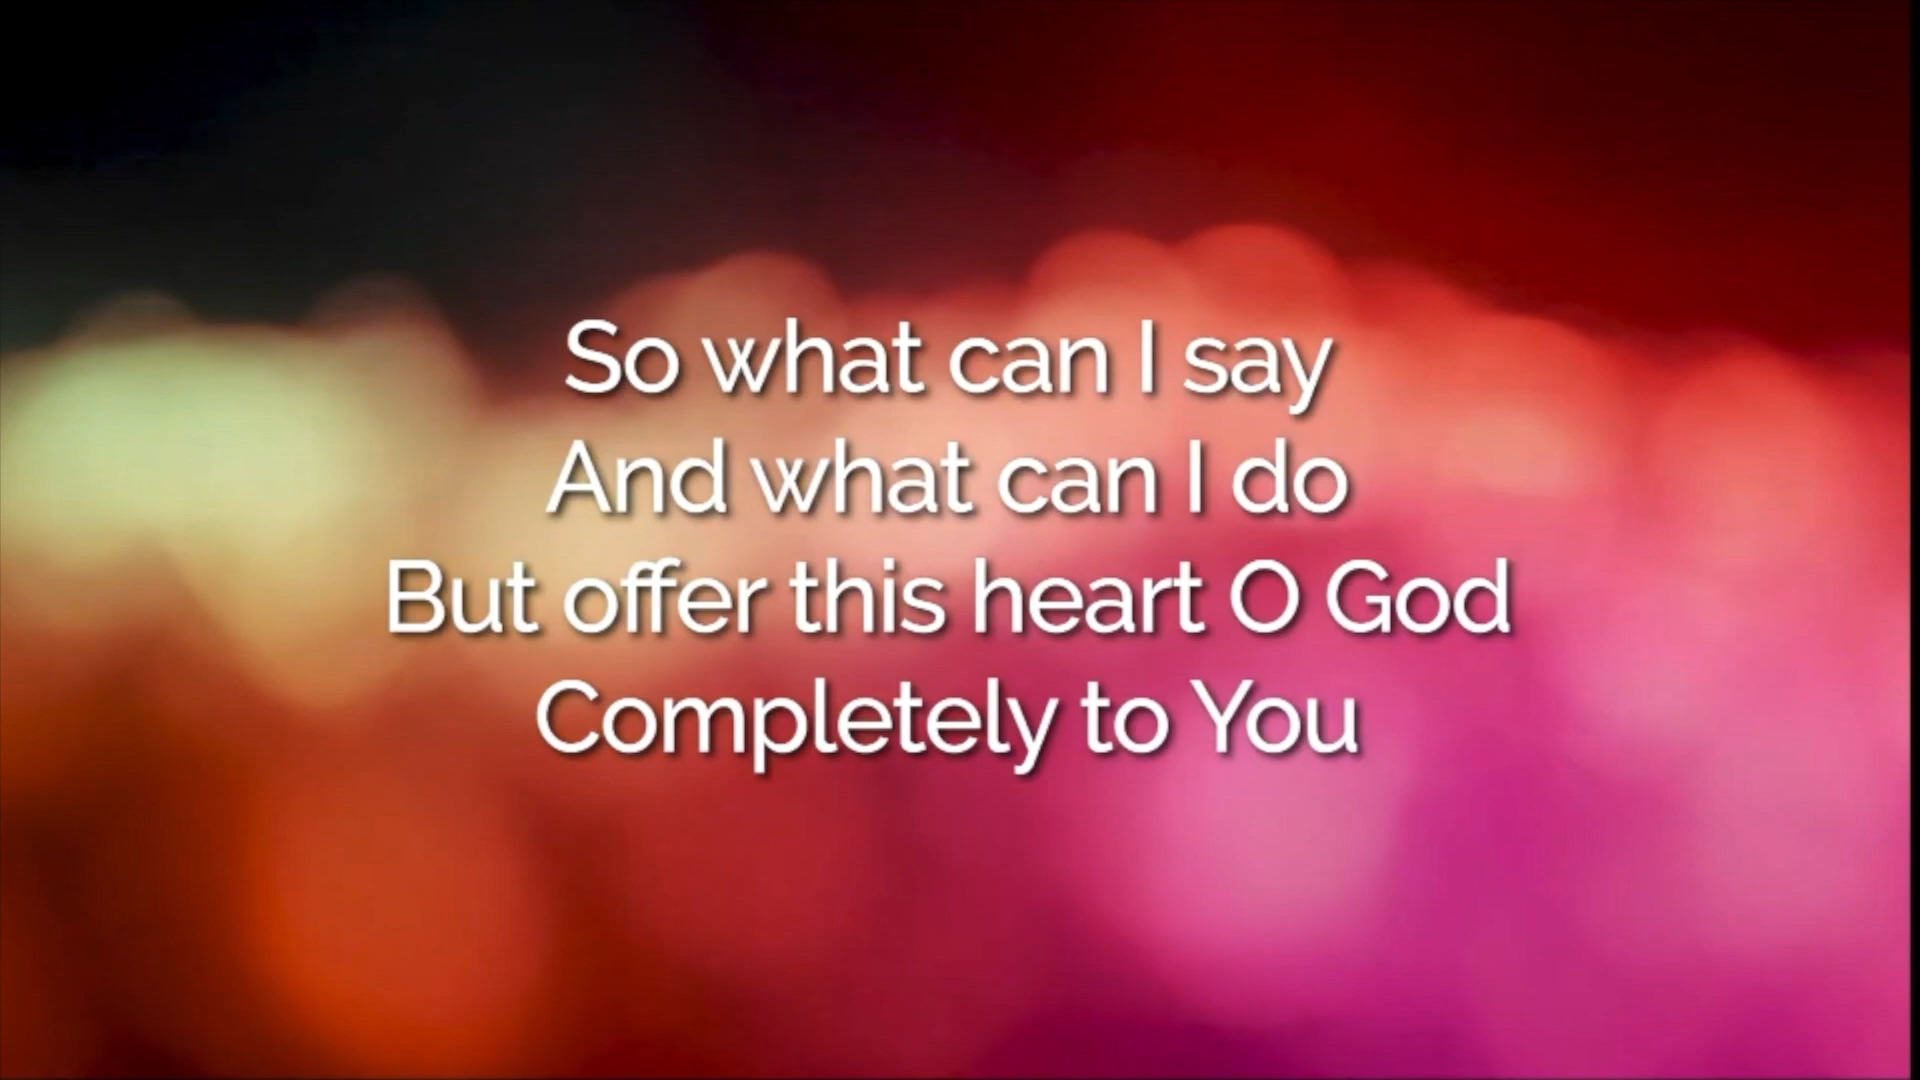 So what can I say
And what can I do
But offer this heart O God
Completely to You